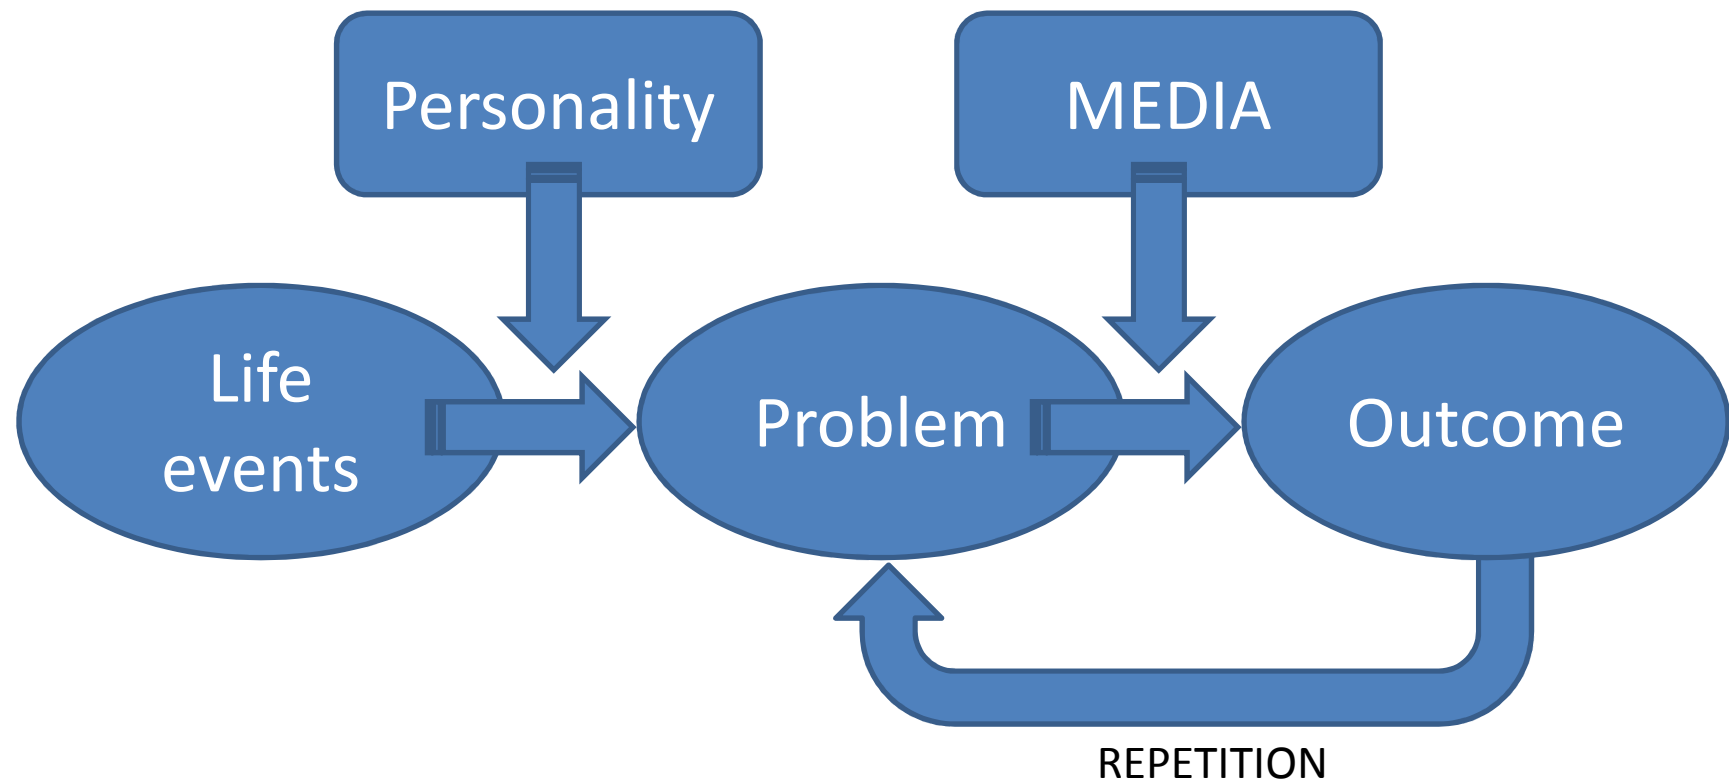 Personality
MEDIA
Life
events
Problem
Outcome
REPETITION